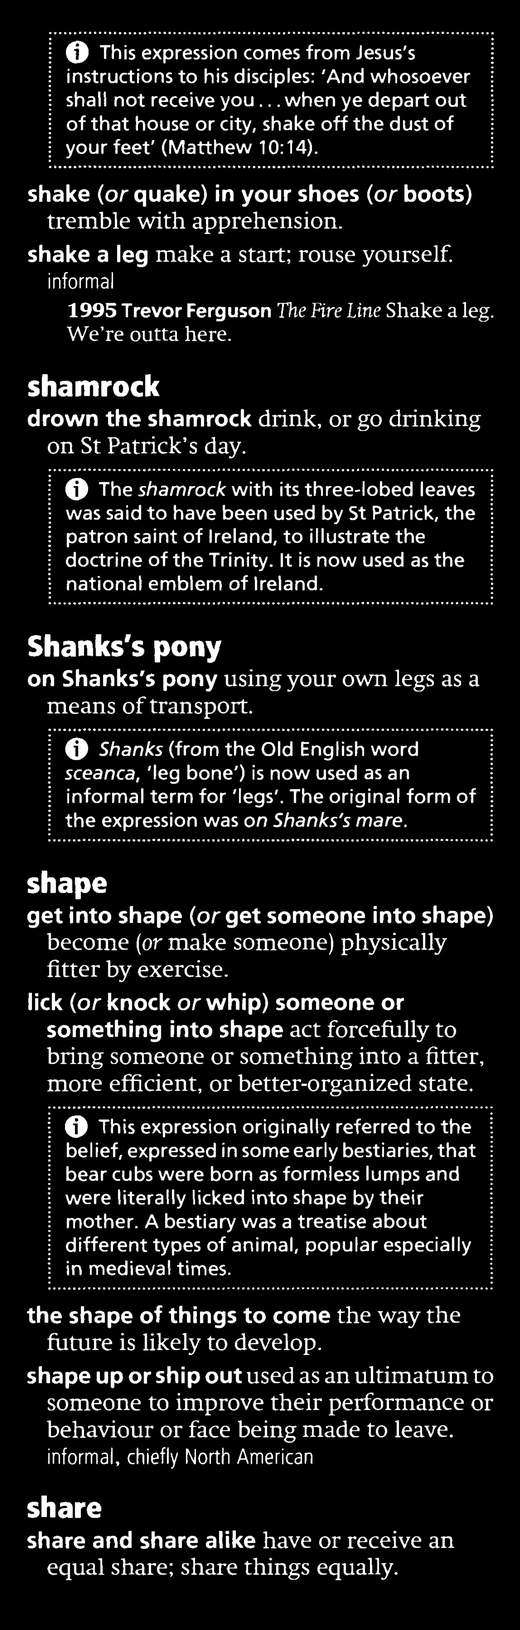 ⓘ This expression comes from Jesus's
instructions to his disciples: 'And whosoever
shall not receive you...when ye depart out
of that house or city, shake off the dust of
your feet' (Matthew 10:14).
shake (or quake) in your shoes (or boots)
tremble with apprehension.
shake a leg make a start; rouse yourself.
informal
1995 Trevor Ferguson The Fire Line Shake a leg.
We're outta here.
shamrock
drown the shamrock drink, or go drinking
on St Patrick's day.
ⓘ The shamrock with its three-lobed leaves
was said to have been used by St Patrick, the
patron saint of Ireland, to illustrate the
doctrine of the Trinity. It is now used as the
national emblem of Ireland.
Shanks's pony
on Shanks's pony using your own legs as a
means of transport.
ⓘ Shanks (from the Old English word
sceanca, 'leg bone') is now used as an
informal term for 'legs'. The original form of
the expression was on Shanks's mare.
shape
get into shape (or get someone into shape)
become (or make someone) physically
fitter by exercise.
lick (or knock or whip) someone or
something into shape act forcefully to
bring someone or something into a fitter,
more efficient, or better-organized state.
ⓘ This expression originally referred to the
belief, expressed in some early bestiaries, that
bear cubs were born as formless lumps and
were literally licked into shape by their
mother. A bestiary was a treatise about
different types of animal, popular especially
in medieval times.
the shape of things to come the way the
future is likely to develop.
shape up or ship out used as an ultimatum to
someone to improve their performance or
behaviour or face being made to leave.
informal, chiefly North American
share
share and share alike have or receive an
equal share; share things equally.